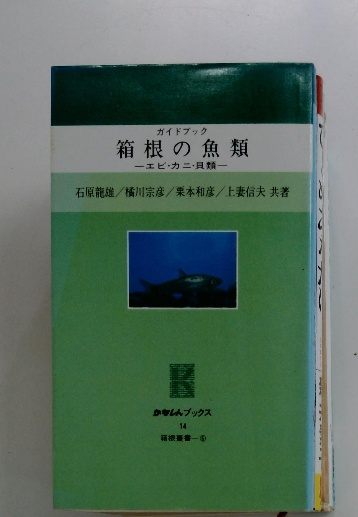 ガイドブック
箱根の魚類
―エビ・カニ・貝類―
石原龍雄／橘川宗彦／栗本和彦／上妻信夫 共著
かなしんブックス
14
箱根叢書―⑤